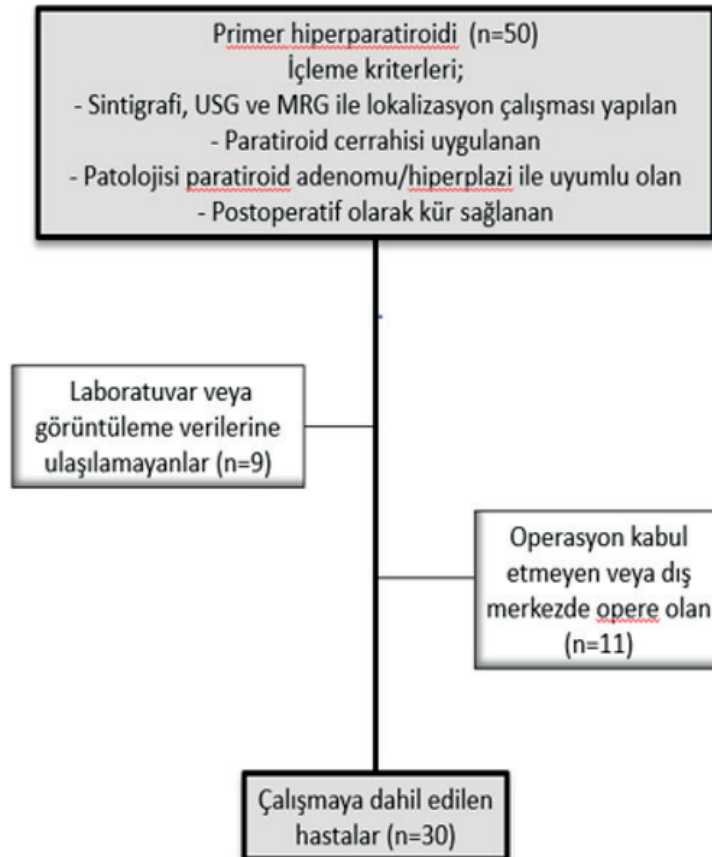 Primer hiperparatiroidi (n=50)
İçleme kriterleri;
- Sintigrafi, USG ve MRG ile lokalizasyon çalışması yapılan
- Paratiroid cerrahisi uygulanan
- Patolojisi paratiroid adenomu/hiperplazi ile uyumlu olan
- Postoperatif olarak kür sağlanan
Laboratuvar veya
görüntüleme verilerine
ulaşılamayanlar (n=9)
Operasyon kabul
etmeyen veya dış
merkezde opere olan
(n=11)
Çalışmaya dahil edilen
hastalar (n=30)